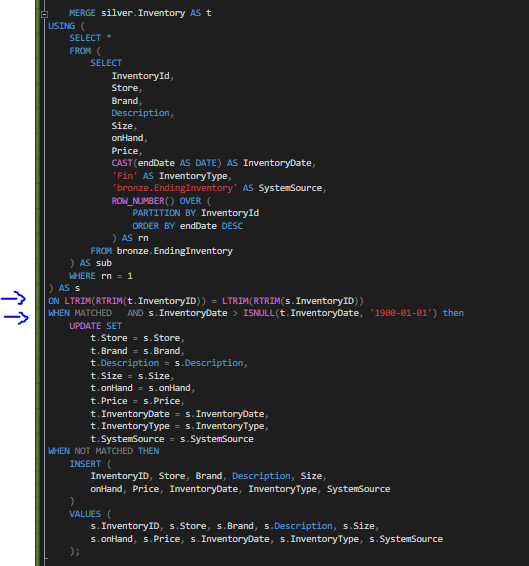 MERGE silver.Inventory AS t
USING (
    SELECT *
    FROM (
        SELECT
            InventoryId,
            Store,
            Brand,
            Description,
            Size,
            onHand,
            Price,
            CAST(endDate AS DATE) AS InventoryDate,
            'Fin' AS InventoryType,
            'bronze.EndingInventory' AS SystemSource,
            ROW_NUMBER() OVER (
                PARTITION BY InventoryId
                ORDER BY endDate DESC
            ) AS rn
        FROM bronze.EndingInventory
    ) AS sub
    WHERE rn = 1
) AS s
ON LTRIM(RTRIM(t.InventoryID)) = LTRIM(RTRIM(s.InventoryID))
WHEN MATCHED   AND s.InventoryDate > ISNULL(t.InventoryDate, '1900-01-01') then
    UPDATE SET
        t.Store = s.Store,
        t.Brand = s.Brand,
        t.Description = s.Description,
        t.Size = s.Size,
        t.onHand = s.onHand,
        t.Price = s.Price,
        t.InventoryDate = s.InventoryDate,
        t.InventoryType = s.InventoryType,
        t.SystemSource = s.SystemSource
WHEN NOT MATCHED THEN
    INSERT (
        InventoryID, Store, Brand, Description, Size,
        onHand, Price, InventoryDate, InventoryType, SystemSource
    )
    VALUES (
        s.InventoryID, s.Store, s.Brand, s.Description, s.Size,
        s.onHand, s.Price, s.InventoryDate, s.InventoryType, s.SystemSource
    );